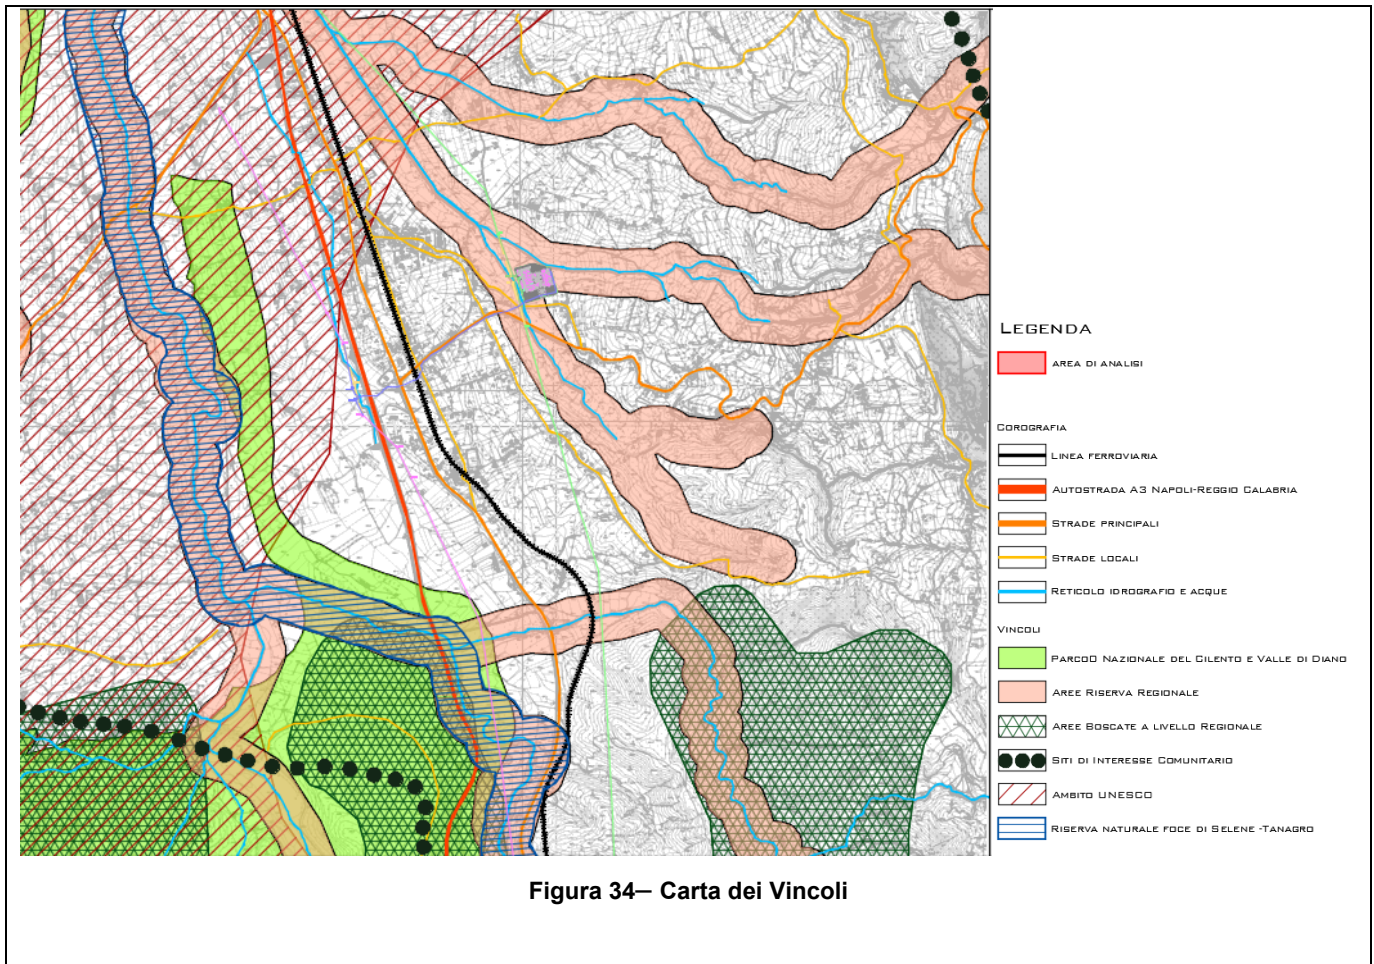 LEGENDA
AREA DI ANALISI
COROGRAFIA
LINEA FERROVIARIA
AUTOSTRADA A3 NAPOLI-REGGIO CALABRIA
STRADE PRINCIPALI
STRADE LOCALI
RETICOLO IDROGRAFIO E ACQUE
VINCOLI
PARCOO NAZIONALE DEL CILENTO E VALLE DI DIANO
AREE RISERVA REGIONALE
AREE BOSCATE A LIVELLO REGIONALE
SITI DI INTERESSE COMUNITARIO
AMBITO UNESCO
RISERVA NATURALE FOCE DI SELENE -TANAGRO
Figura 34– Carta dei Vincoli